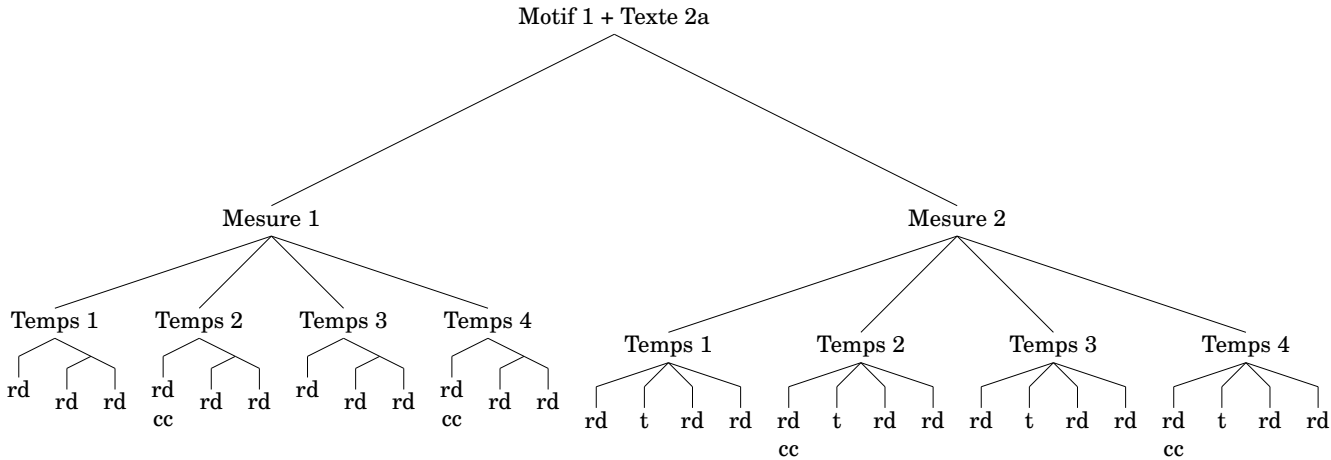 Motif 1 + Texte 2a
Mesure 1 Mesure 2
Temps 1 Temps 2 Temps 3 Temps 4
Temps 1 Temps 2 Temps 3 Temps 4
rd rd rd rd rd rd rd rd rd rd rd rd
cc cc
rd t rd rd rd t rd rd rd t rd rd rd t rd rd
cc cc